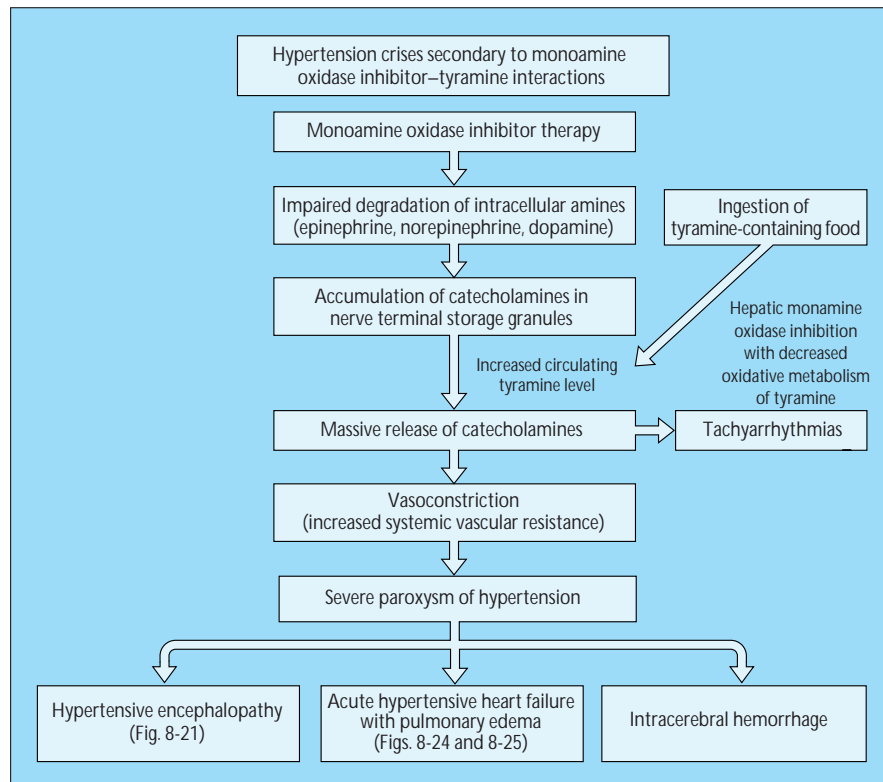 Hypertension crises secondary to monoamine
oxidase inhibitor–tyramine interactions
Monoamine oxidase inhibitor therapy
Impaired degradation of intracellular amines
(epinephrine, norepinephrine, dopamine)
Ingestion of
tyramine-containing food
Accumulation of catecholamines in
nerve terminal storage granules
Hepatic monamine
oxidase inhibition
with decreased
oxidative metabolism
of tyramine
Increased circulating
tyramine level
Massive release of catecholamines
Tachyarrhythmias
Vasoconstriction
(increased systemic vascular resistance)
Severe paroxysm of hypertension
Hypertensive encephalopathy
(Fig. 8-21)
Acute hypertensive heart failure
with pulmonary edema
(Figs. 8-24 and 8-25)
Intracerebral hemorrhage